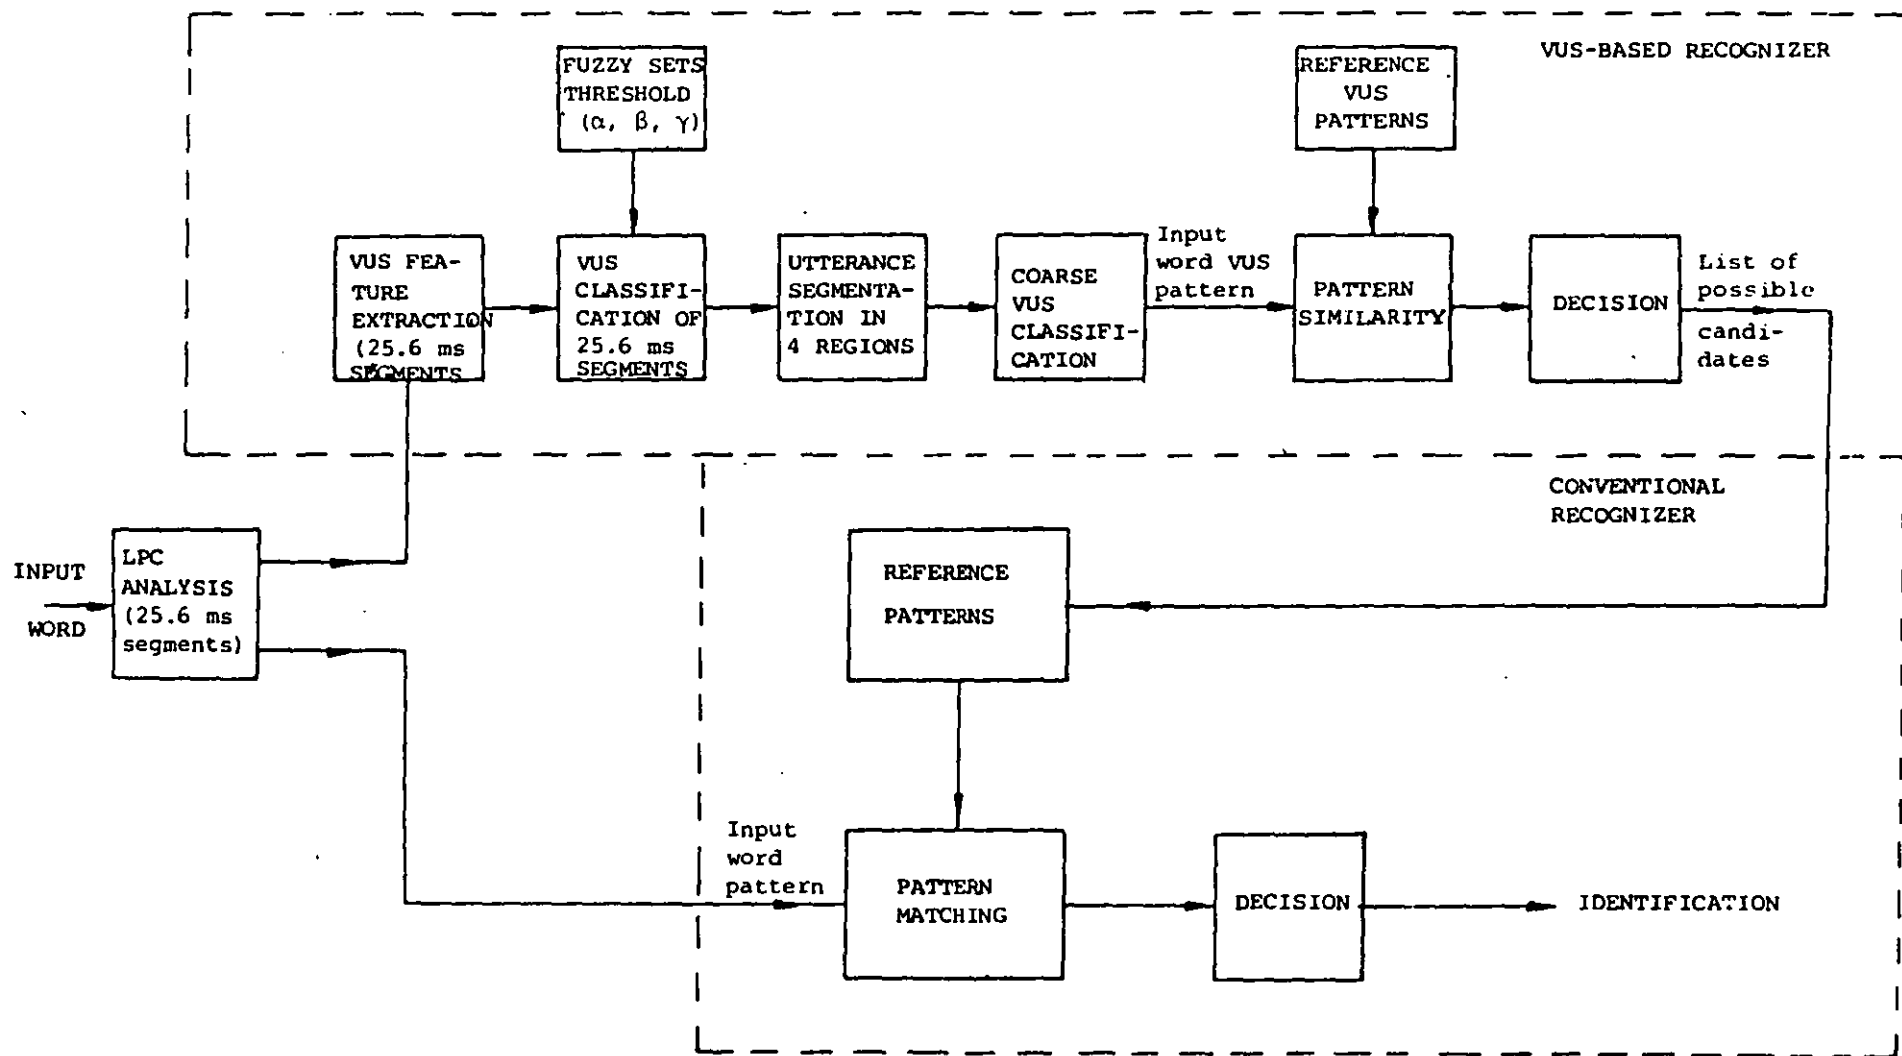 VUS-BASED RECOGNIZER
FUZZY SETS
THRESHOLD
(α, β, γ)
REFERENCE
VUS
PATTERNS
VUS FEA-
TURE
EXTRACTION
(25.6 ms
SEGMENTS
VUS
CLASSIFI-
CATION OF
25.6 ms
SEGMENTS
UTTERANCE
SEGMENTA-
TION IN
4 REGIONS
COARSE
VUS
CLASSIFI-
CATION
Input
word VUS
pattern
PATTERN
SIMILARITY
DECISION
List of
possible
candi-
dates
CONVENTIONAL
RECOGNIZER
INPUT
WORD
LPC
ANALYSIS
(25.6 ms
segments)
REFERENCE
PATTERNS
Input
word
pattern
PATTERN
MATCHING
DECISION
IDENTIFICATION